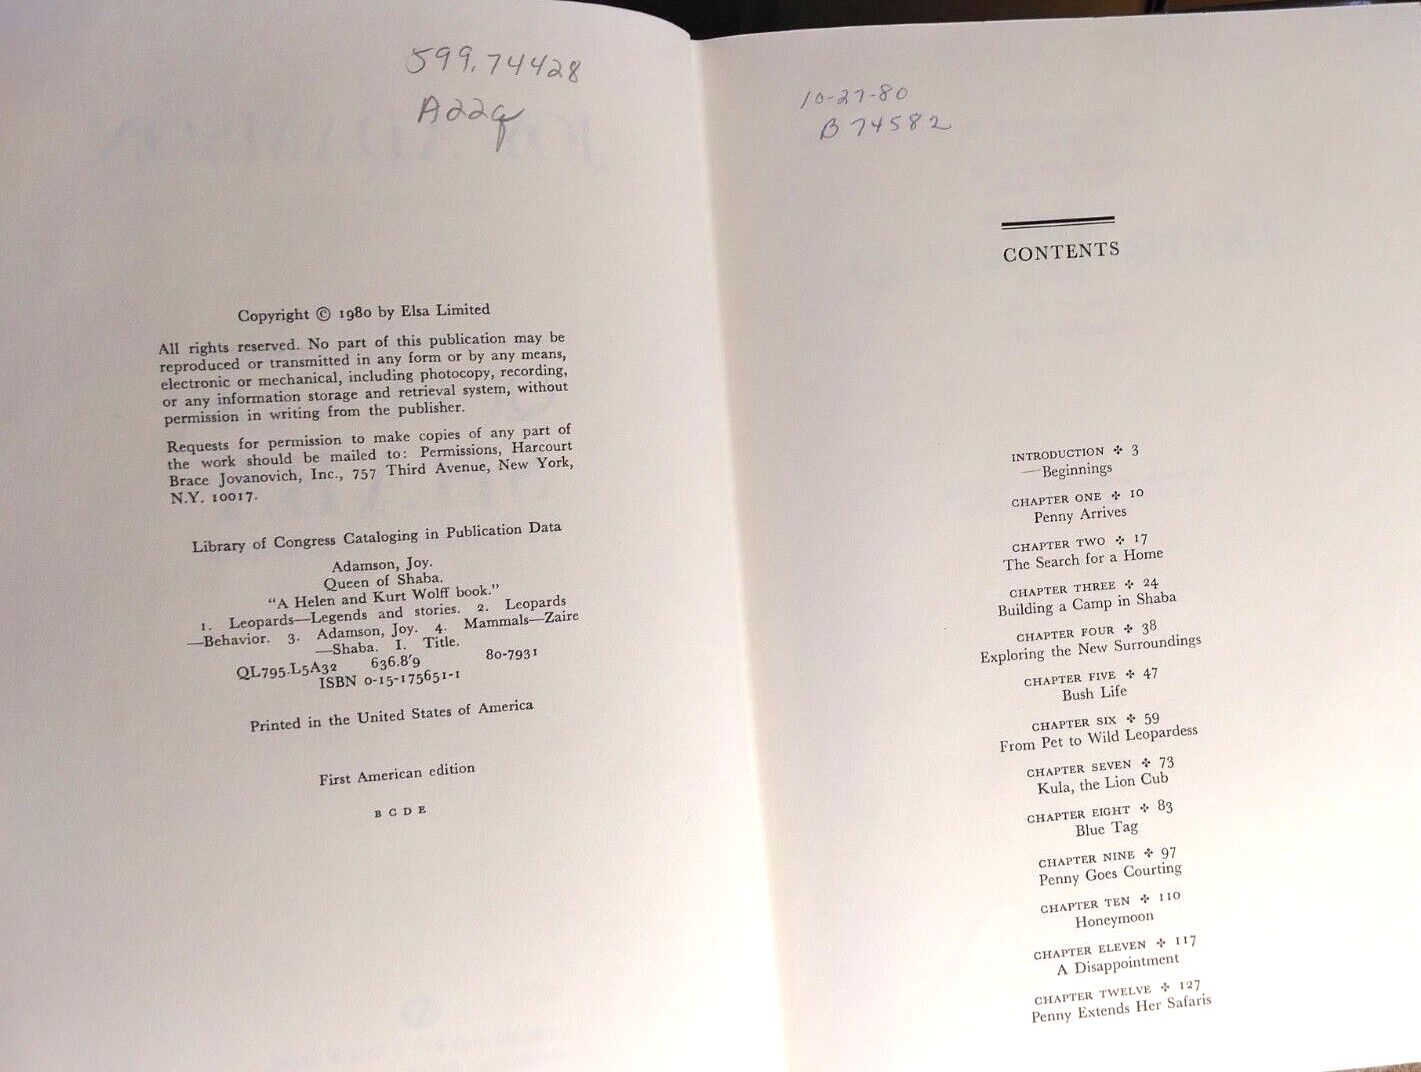 599.74428
A22q
Copyright © 1980 by Elsa Limited
All rights reserved. No part of this publication may be
reproduced or transmitted in any form or by any means,
electronic or mechanical, including photocopy, recording,
or any information storage and retrieval system, without
permission in writing from the publisher.
Requests for permission to make copies of any part of
the work should be mailed to: Permissions, Harcourt
Brace Jovanovich, Inc., 757 Third Avenue, New York,
N.Y. 10017.
Library of Congress Cataloging in Publication Data
Adamson, Joy.
Queen of Shaba.
"A Helen and Kurt Wolff book."
1. Leopards—Legends and stories. 2. Leopards
—Behavior. 3. Adamson, Joy. 4. Mammals—Zaire
—Shaba. I. Title.
QL795.L5A32 636.8'9 80-7931
ISBN 0-15-175651-1
Printed in the United States of America
First American edition
B C D E
10-27-80
B 74582
CONTENTS
INTRODUCTION ✣ 3
—Beginnings
CHAPTER ONE ✣ 10
Penny Arrives
CHAPTER TWO ✣ 17
The Search for a Home
CHAPTER THREE ✣ 24
Building a Camp in Shaba
CHAPTER FOUR ✣ 38
Exploring the New Surroundings
CHAPTER FIVE ✣ 47
Bush Life
CHAPTER SIX ✣ 59
From Pet to Wild Leopardess
CHAPTER SEVEN ✣ 73
Kula, the Lion Cub
CHAPTER EIGHT ✣ 83
Blue Tag
CHAPTER NINE ✣ 97
Penny Goes Courting
CHAPTER TEN ✣ 110
Honeymoon
CHAPTER ELEVEN ✣ 117
A Disappointment
CHAPTER TWELVE ✣ 127
Penny Extends Her Safaris